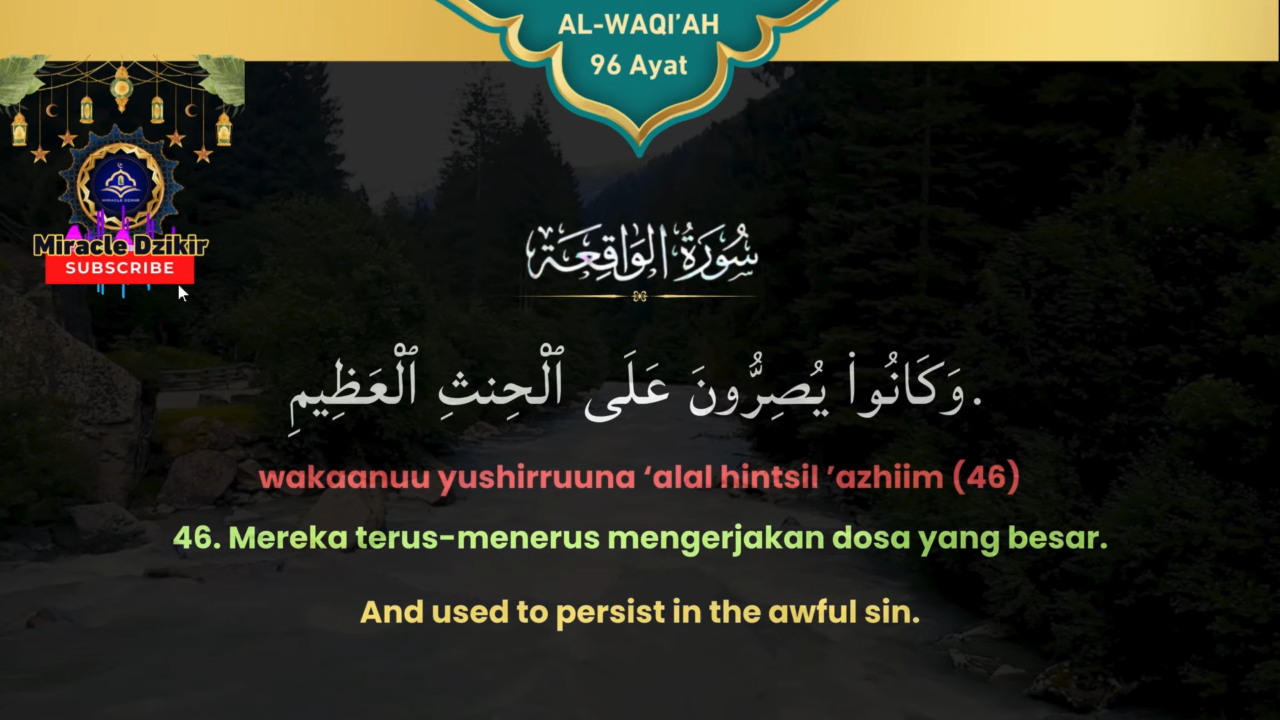 AL-WAQI'AH
96 Ayat
Miracle Dzikir
SUBSCRIBE
سُورَةُ الوَاقِعَة
وَكَانُوا۟ يُصِرُّونَ عَلَى ٱلْحِنثِ ٱلْعَظِيمِ.
wakaanuu yushirruuna ‘alal hintsil ’azhiim (46)
46. Mereka terus-menerus mengerjakan dosa yang besar.
And used to persist in the awful sin.